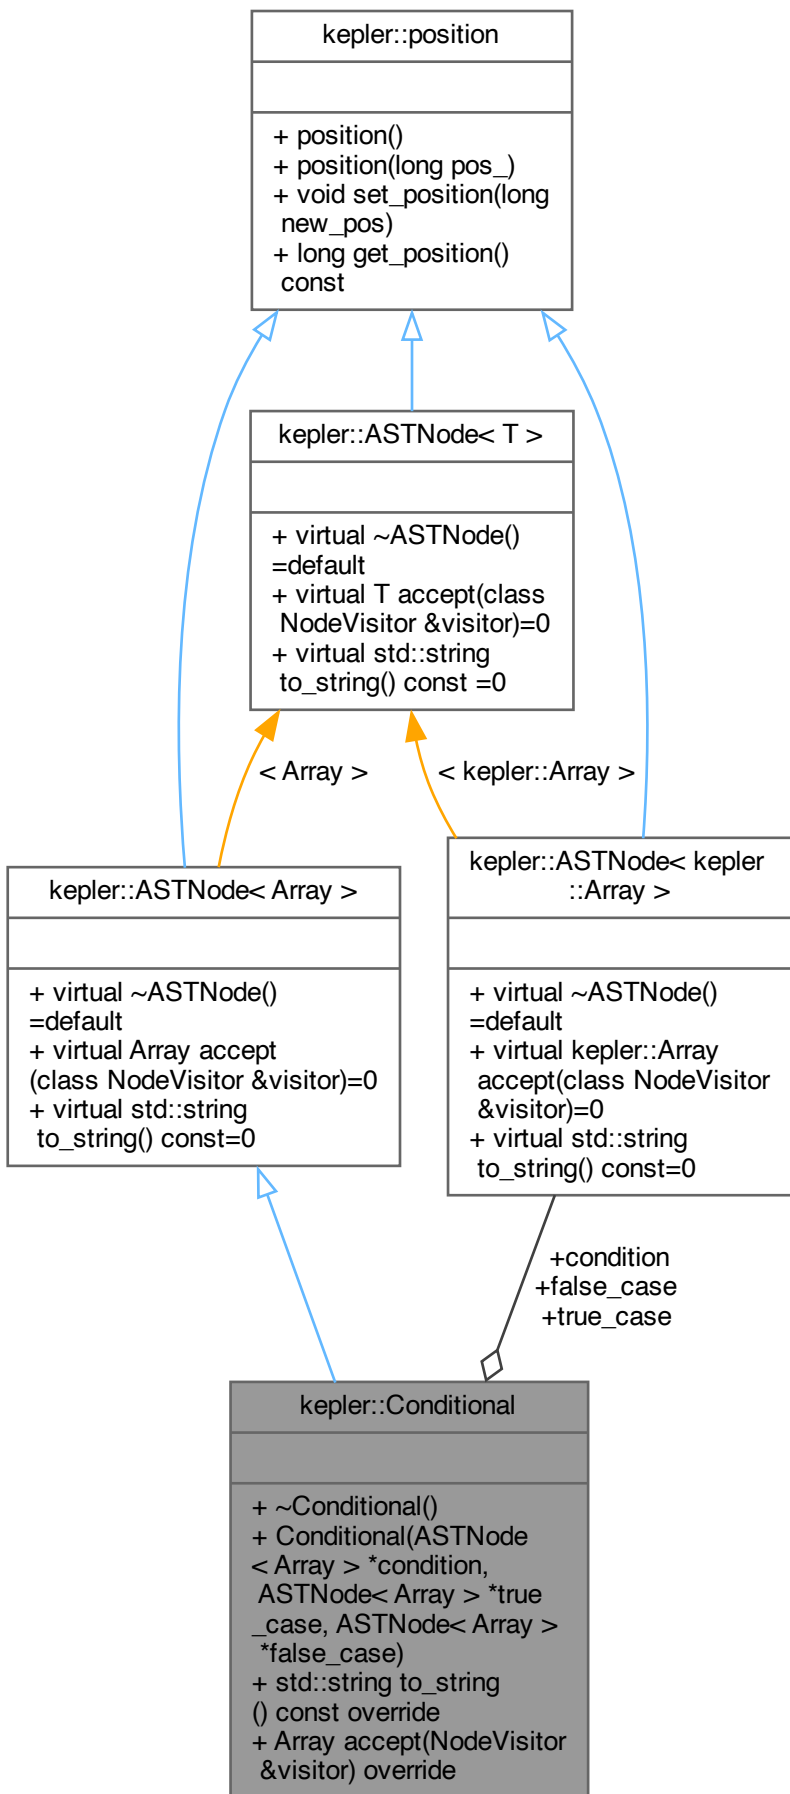 kepler::position
+ position()
+ position(long pos_)
+ void set_position(long
new_pos)
+ long get_position()
const
kepler::ASTNode< T >
+ virtual ~ASTNode()
=default
+ virtual T accept(class
NodeVisitor &visitor)=0
+ virtual std::string
to_string() const =0
< Array >
< kepler::Array >
kepler::ASTNode< Array >
+ virtual ~ASTNode()
=default
+ virtual Array accept
(class NodeVisitor &visitor)=0
+ virtual std::string
to_string() const=0
kepler::ASTNode< kepler
::Array >
+ virtual ~ASTNode()
=default
+ virtual kepler::Array
accept(class NodeVisitor
&visitor)=0
+ virtual std::string
to_string() const=0
+condition
+false_case
+true_case
kepler::Conditional
+ ~Conditional()
+ Conditional(ASTNode
< Array > *condition,
ASTNode< Array > *true
_case, ASTNode< Array >
*false_case)
+ std::string to_string
() const override
+ Array accept(NodeVisitor
&visitor) override